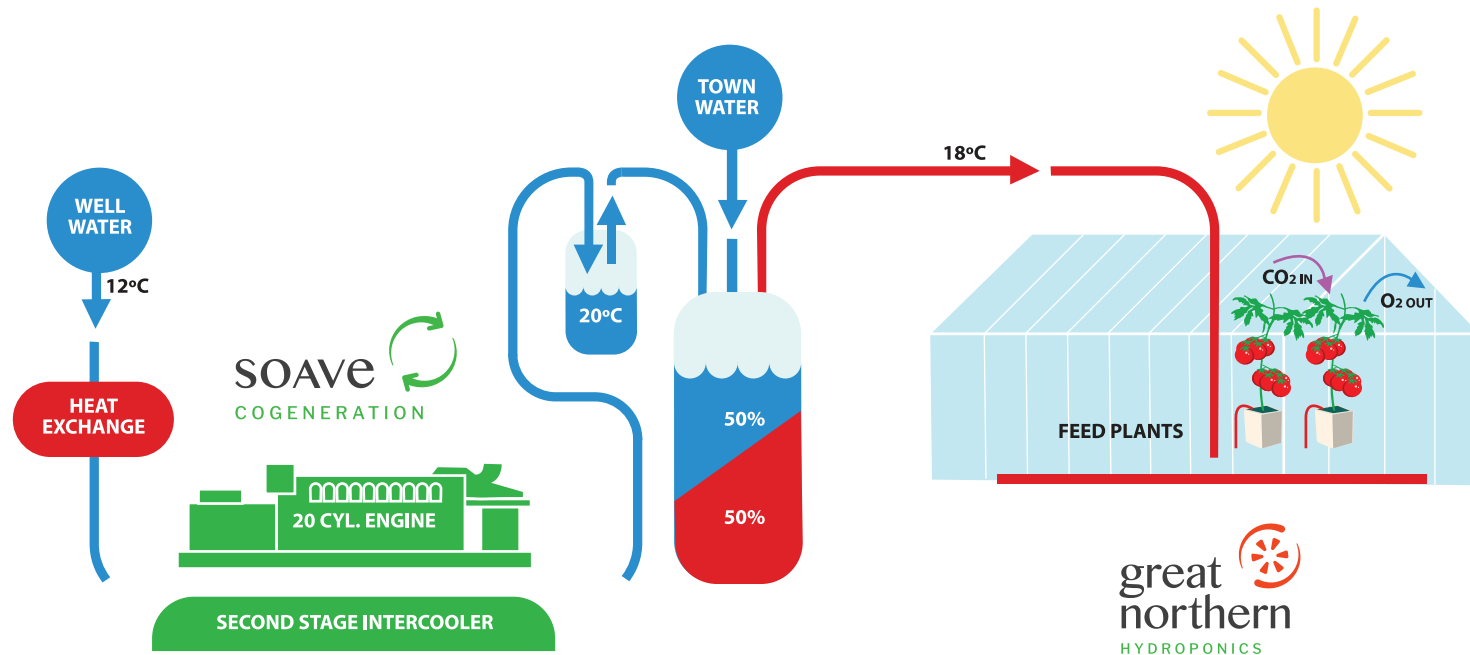 WELL
WATER
12ºC
HEAT
EXCHANGE
soave
COGENERATION
20 CYL. ENGINE
SECOND STAGE INTERCOOLER
20ºC
TOWN
WATER
50%
50%
18ºC
CO2 IN
O2 OUT
FEED PLANTS
great
northern
HYDROPONICS